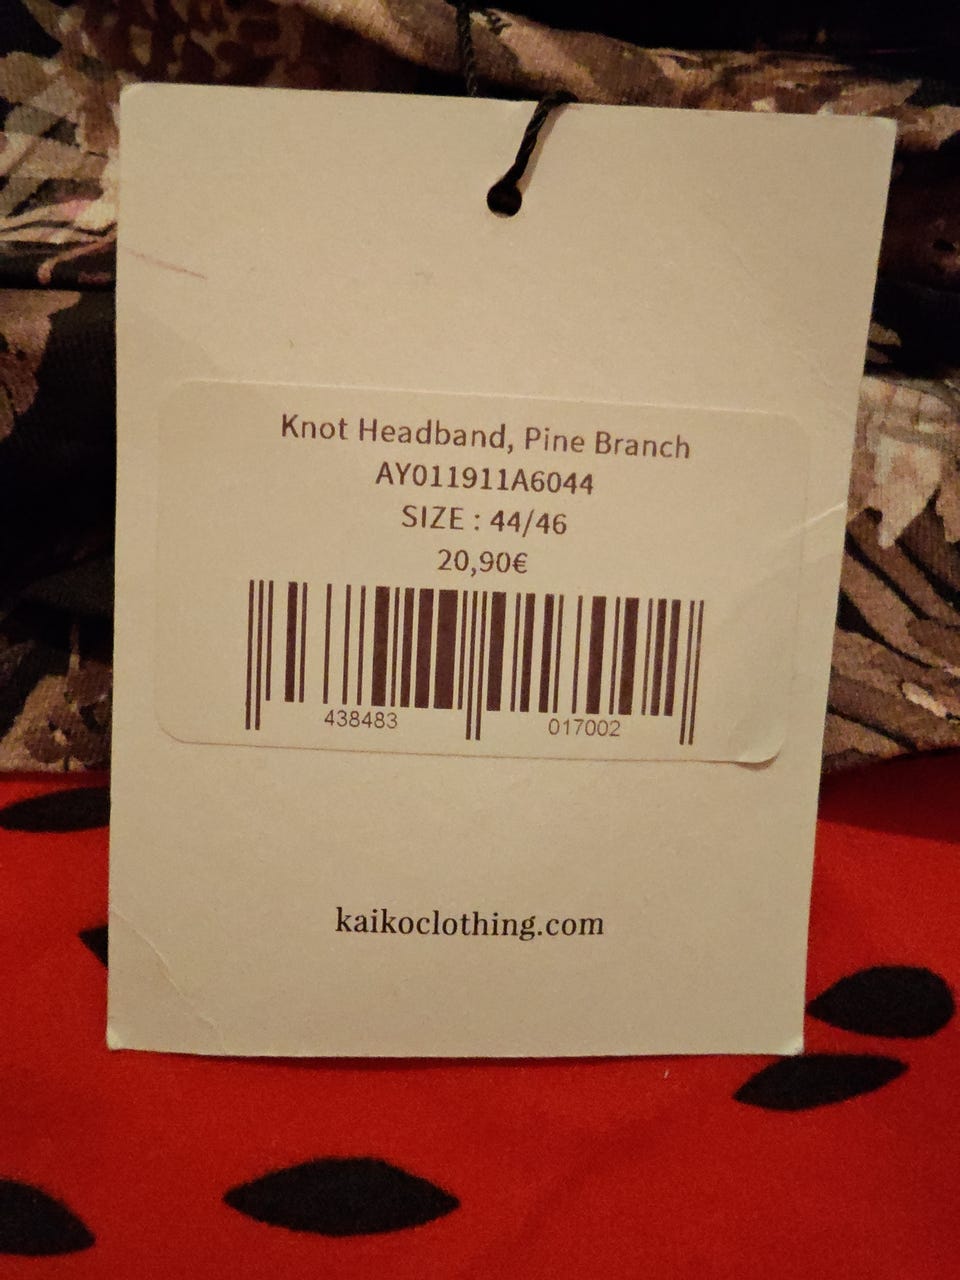 Knot Headband, Pine Branch
AY011911A6044
SIZE : 44/46
20,90€
438483 017002
kaikoclothing.com